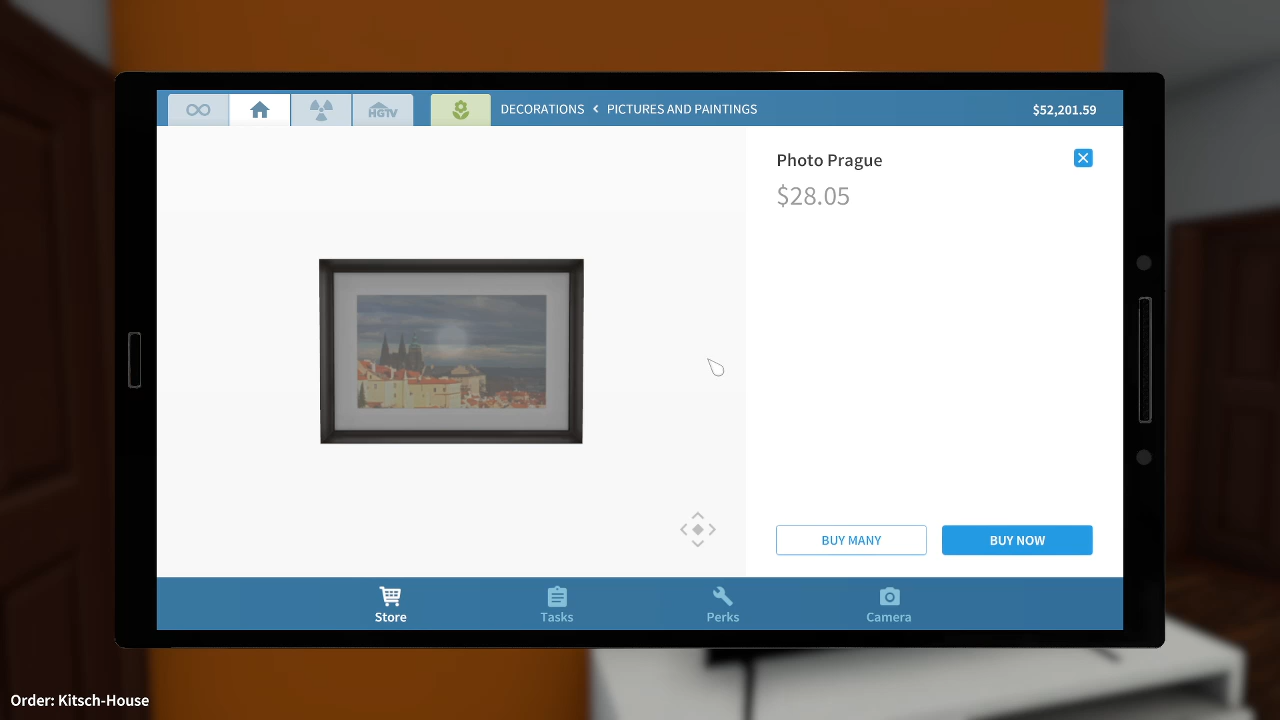 HGTV
DECORATIONS < PICTURES AND PAINTINGS
$52,201.59
Photo Prague
$28.05
BUY MANY
BUY NOW
Store
Tasks
Perks
Camera
Order: Kitsch-House